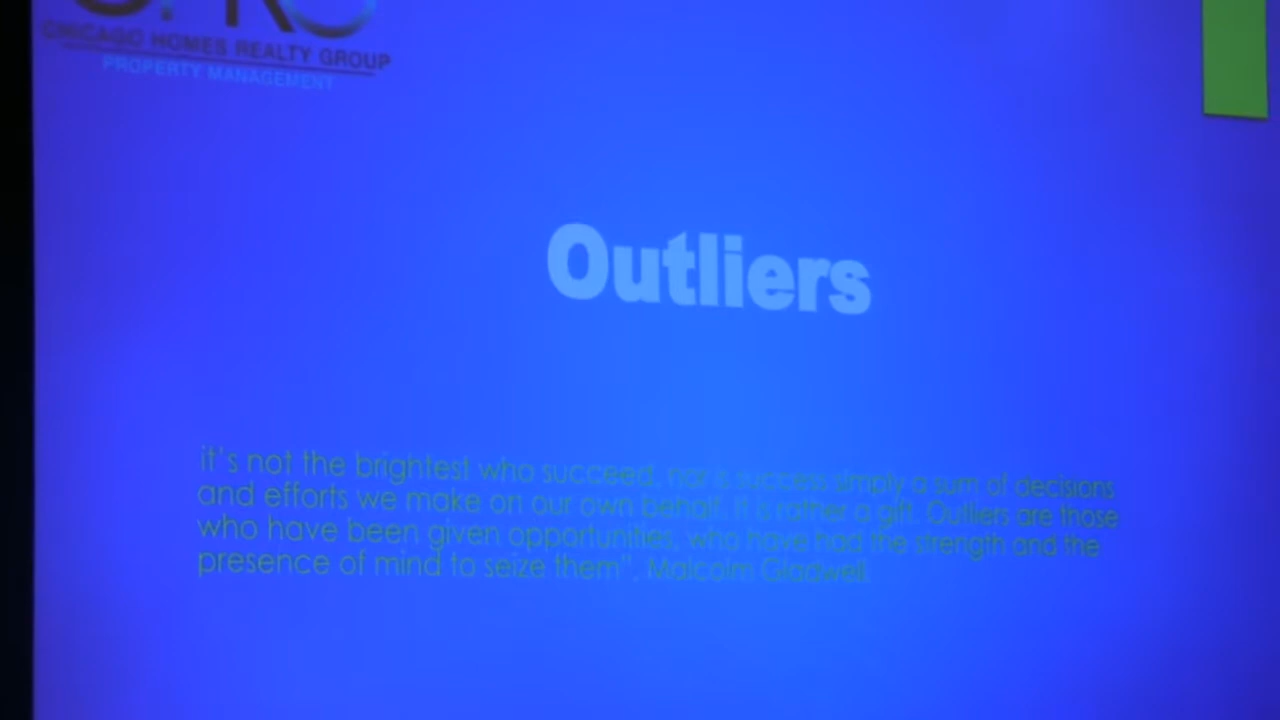 CHICAGO HOMES REALTY GROUP
PROPERTY MANAGEMENT
Outliers
it's not the brightest who succeed, nor is success simply a sum of decisions
and efforts we make on our own behalf. It is rather a gift. Outliers are those
who have been given opportunities, who have had the strength and the
presence of mind to seize them". Malcolm Gladwell